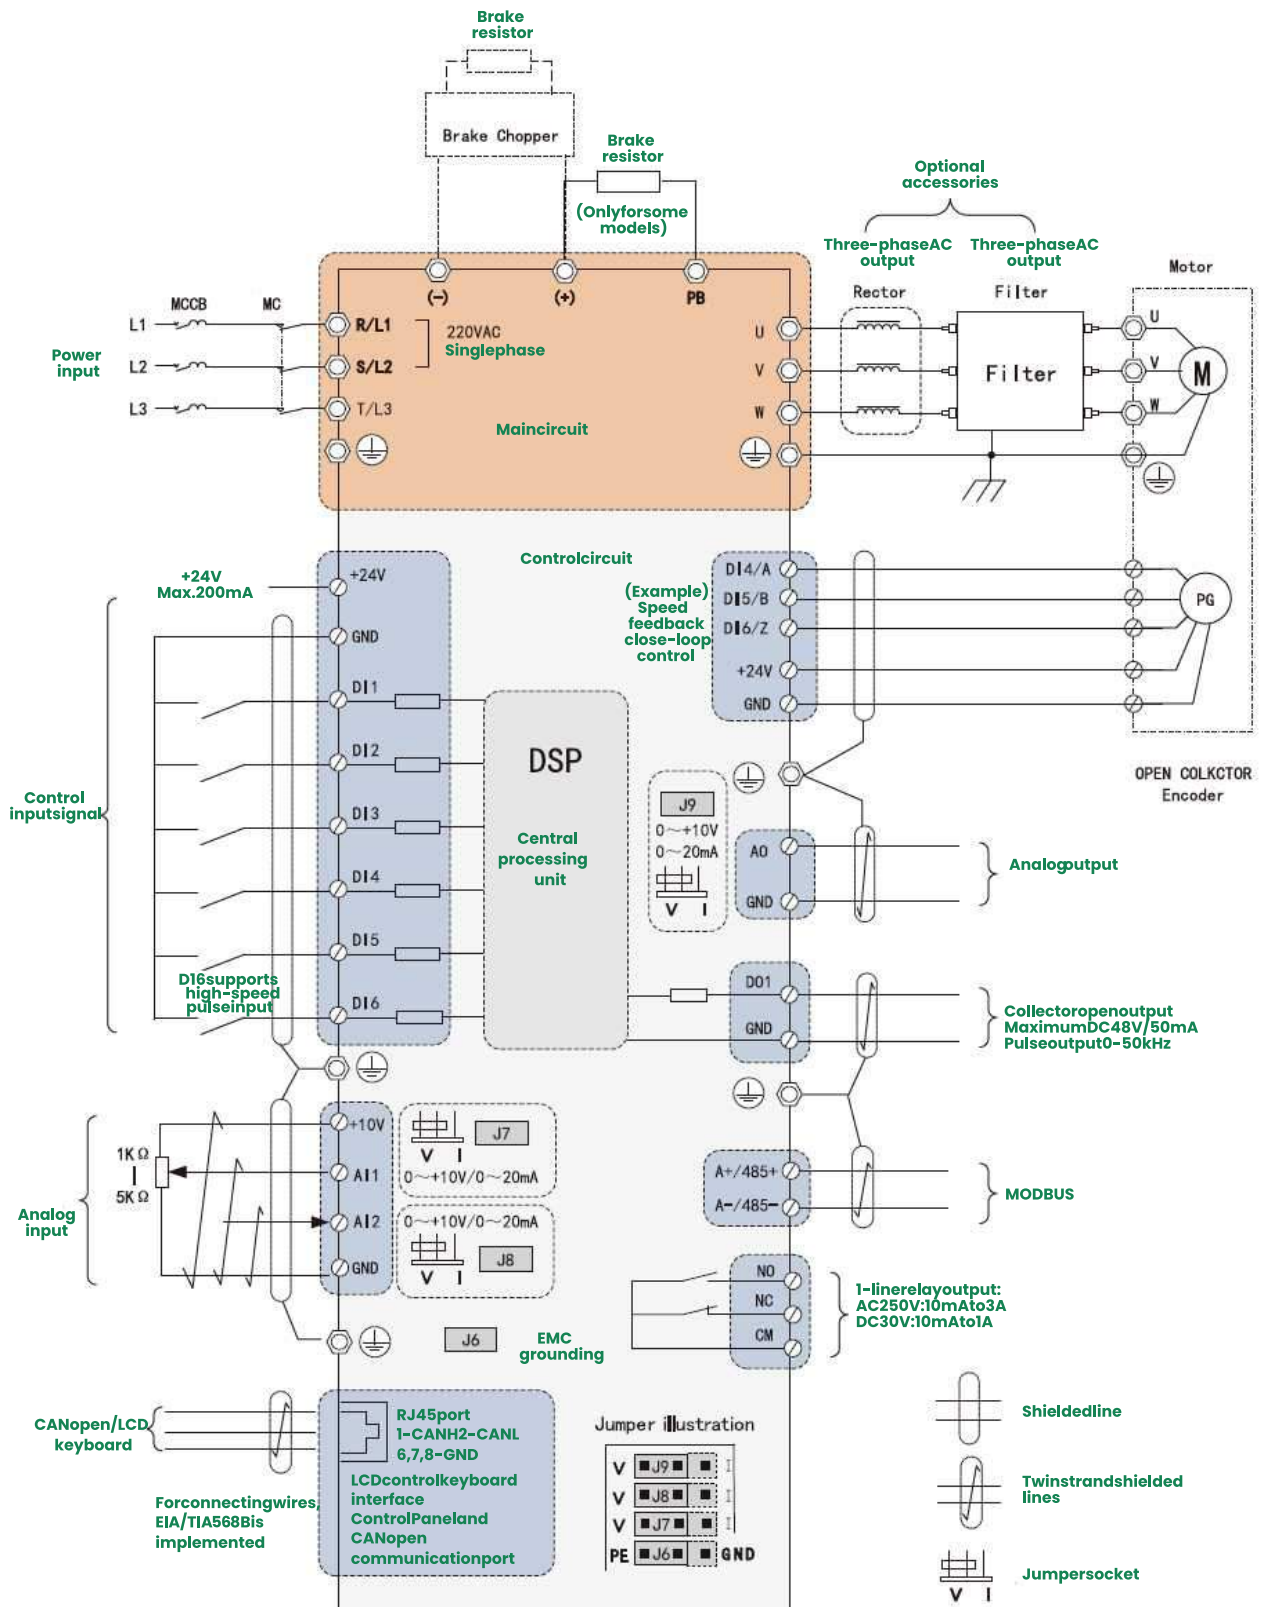 Brake
resistor
Brake Chopper
Brake
resistor
(Onlyforsome
models)
Optional
accessories
Three-phaseAC
output
Three-phaseAC
output
Rector
Filter
Motor
(-)
(+)
PB
MCCB
MC
L1
L2
L3
Power
input
R/L1
S/L2
T/L3
220VAC
Singlephase
Maincircuit
U
V
W
Filter
U
V
W
M
+24V
Max.200mA
+24V
GND
DI1
DI2
DI3
DI4
DI5
DI6
Control
inputsignal
D16supports
high-speed
pulseinput
Controlcircuit
(Example)
Speed
feedback
close-loop
control
DI4/A
DI5/B
DI6/Z
+24V
GND
PG
OPEN COLKCTOR
Encoder
DSP
Central
processing
unit
J9
0～+10V
0～20mA
V I
AO
GND
Analogoutput
DO1
GND
Collectoropenoutput
MaximumDC48V/50mA
Pulseoutput0-50kHz
Analog
input
1KΩ
5KΩ
+10V
AI1
AI2
GND
V I
J7
0～+10V/0～20mA
0～+10V/0～20mA
V I
J8
A+/485+
A-/485-
MODBUS
NO
NC
CM
1-linerelayoutput:
AC250V:10mAto3A
DC30V:10mAto1A
J6
EMC
grounding
CANopen/LCD
keyboard
RJ45port
1-CANH2-CANL
6,7,8-GND
LCDcontrolkeyboard
interface
ControlPaneland
CANopen
communicationport
Forconnectingwires,
EIA/TIA568Bis
implemented
Jumper illustration
V J9 I
V J8 I
V J7 I
PE J6 GND
Shieldedline
Twinstrandshielded
lines
Jumpersocket
V I